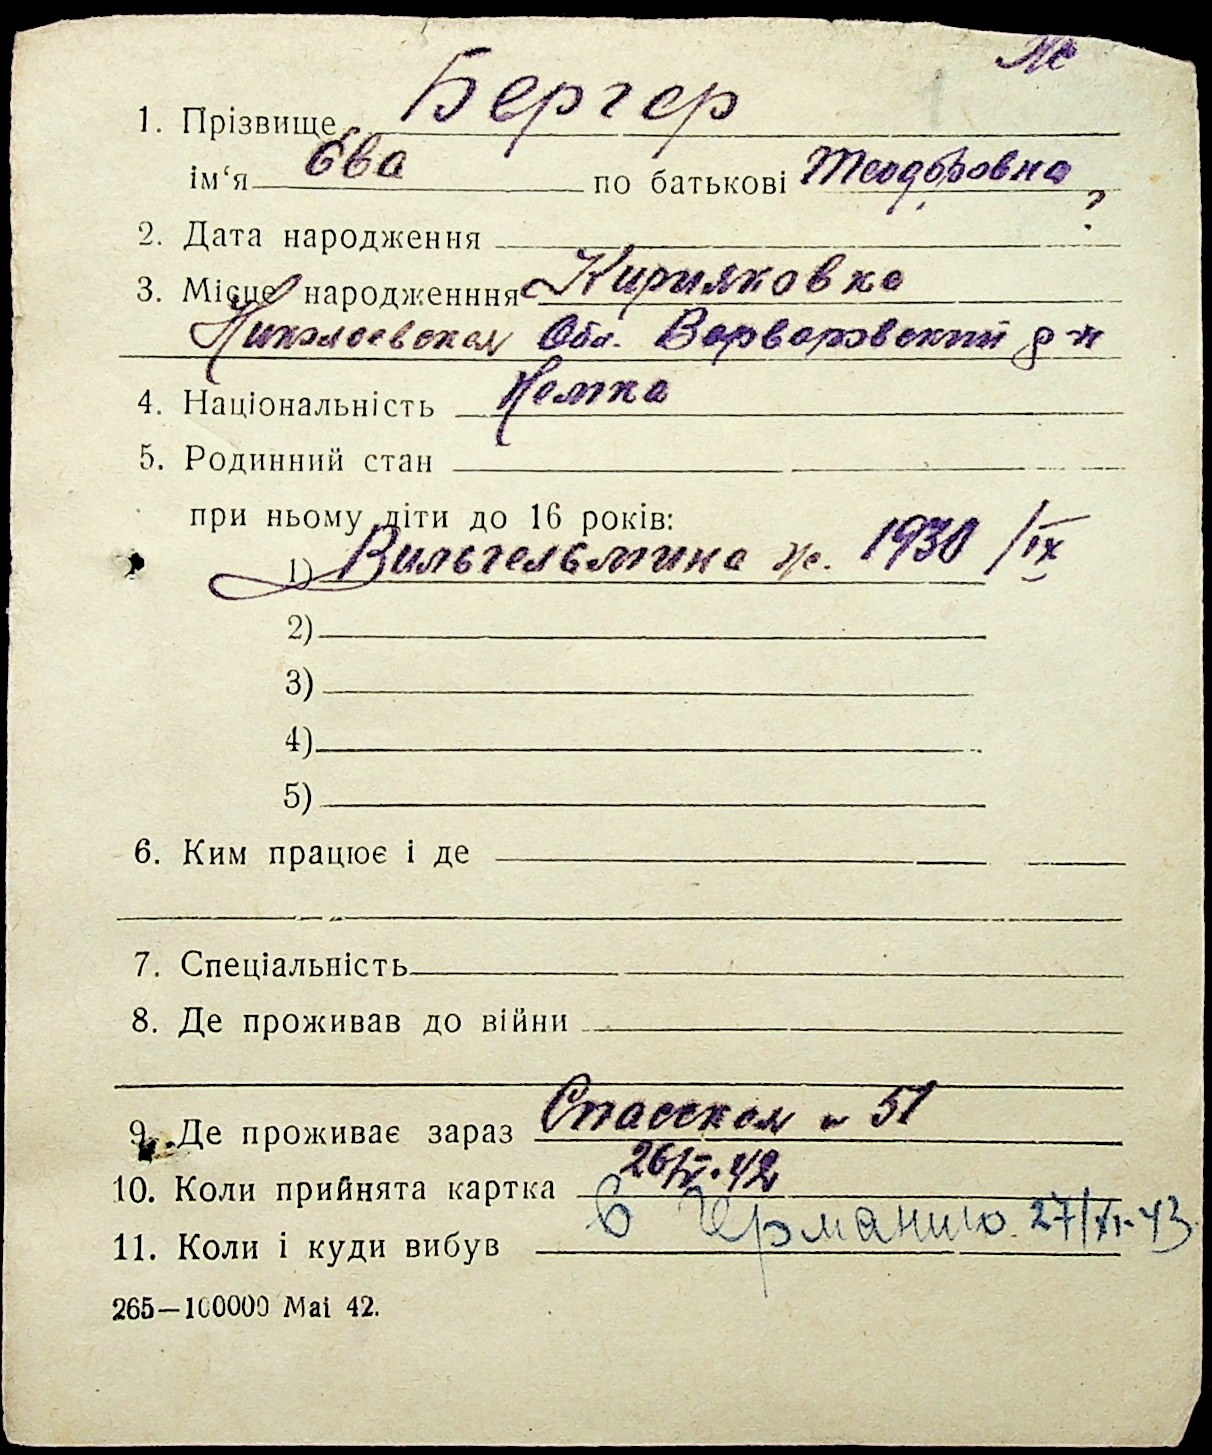 Же
1. Прізвище Бергер
ім‘я Ева по батькові Теодоровна
2. Дата народження ?
3. Місце народженння Кирияковка
Николаевская Обл. Варваровский р-н
4. Національність Немка
5. Родинний стан
при ньому діти до 16 років:
1) Вильгельмина ж. 1930 /IX
2)
3)
4)
5)
6. Ким працює і де
7. Спеціальність
8. Де проживав до війни
9. Де проживає зараз Спасская № 51
10. Коли прийнята картка 26/V.42
11. Коли і куди вибув В Германию. 27/XI-43
265—100000 Mai 42.